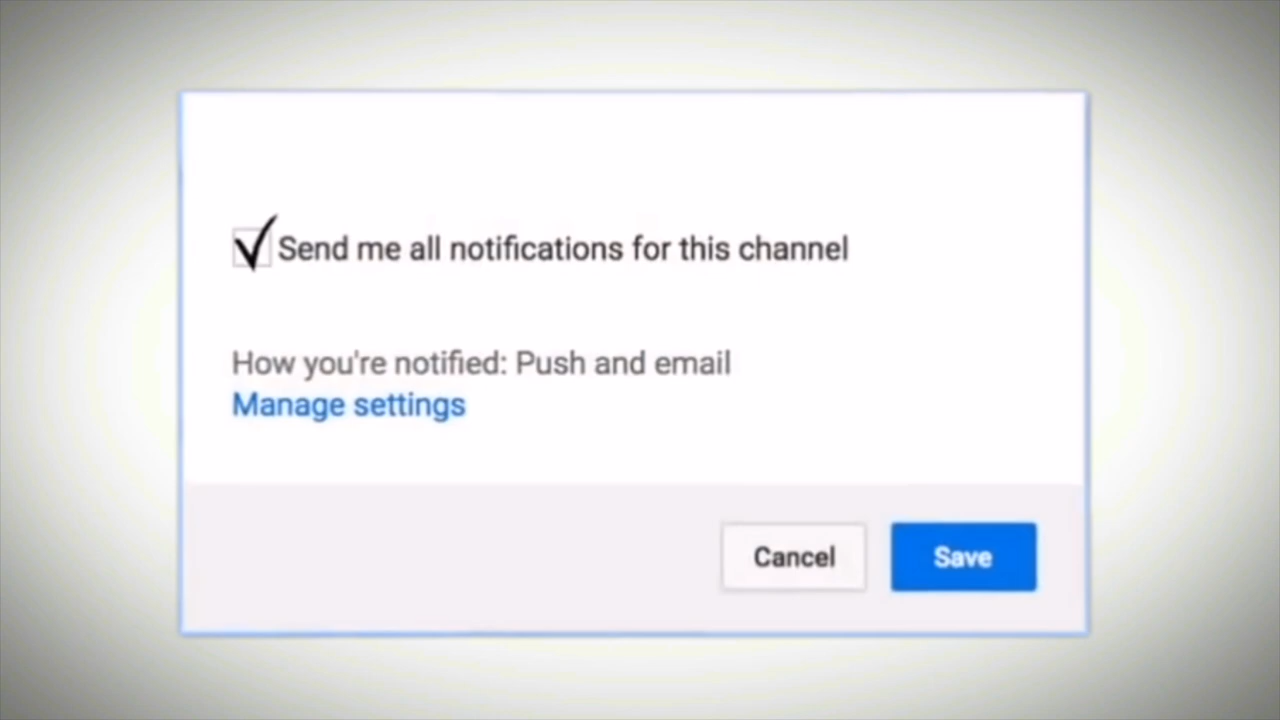 Send me all notifications for this channel
How you're notified: Push and email
Manage settings
Cancel
Save